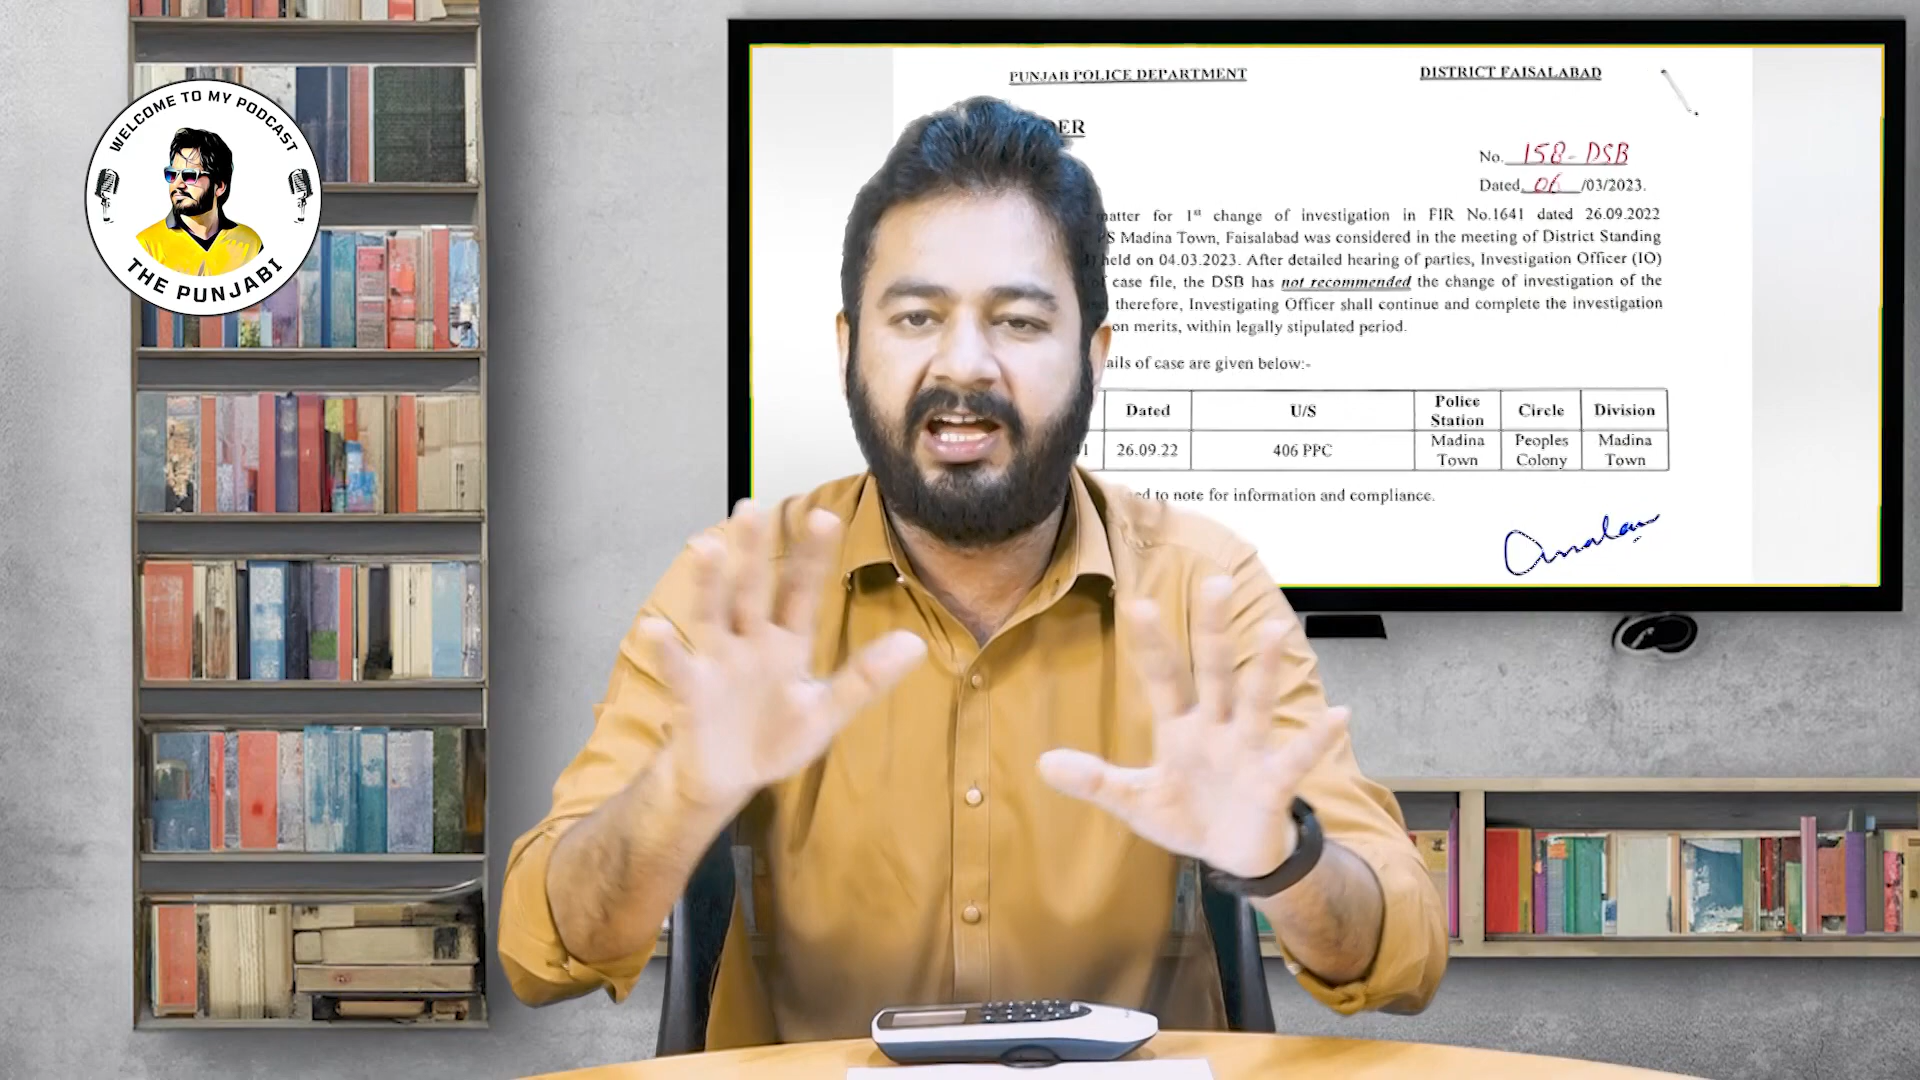 WELCOME TO MY PODCAST
THE PUNJABI
PUNJAB POLICE DEPARTMENT
DISTRICT FAISALABAD
No. 158-DSB
Dated /03/2023.
matter for 1st change of investigation in FIR No.1641 dated 26.09.2022
PS Madina Town, Faisalabad was considered in the meeting of District Standing
held on 04.03.2023. After detailed hearing of parties, Investigation Officer (IO)
case file, the DSB has not recommended the change of investigation of the
therefore, Investigating Officer shall continue and complete the investigation
on merits, within legally stipulated period.
of case are given below:-
Dated U/S Police Station Circle Division
26.09.22 406 PPC Madina Town Peoples Colony Madina Town
to note for information and compliance.